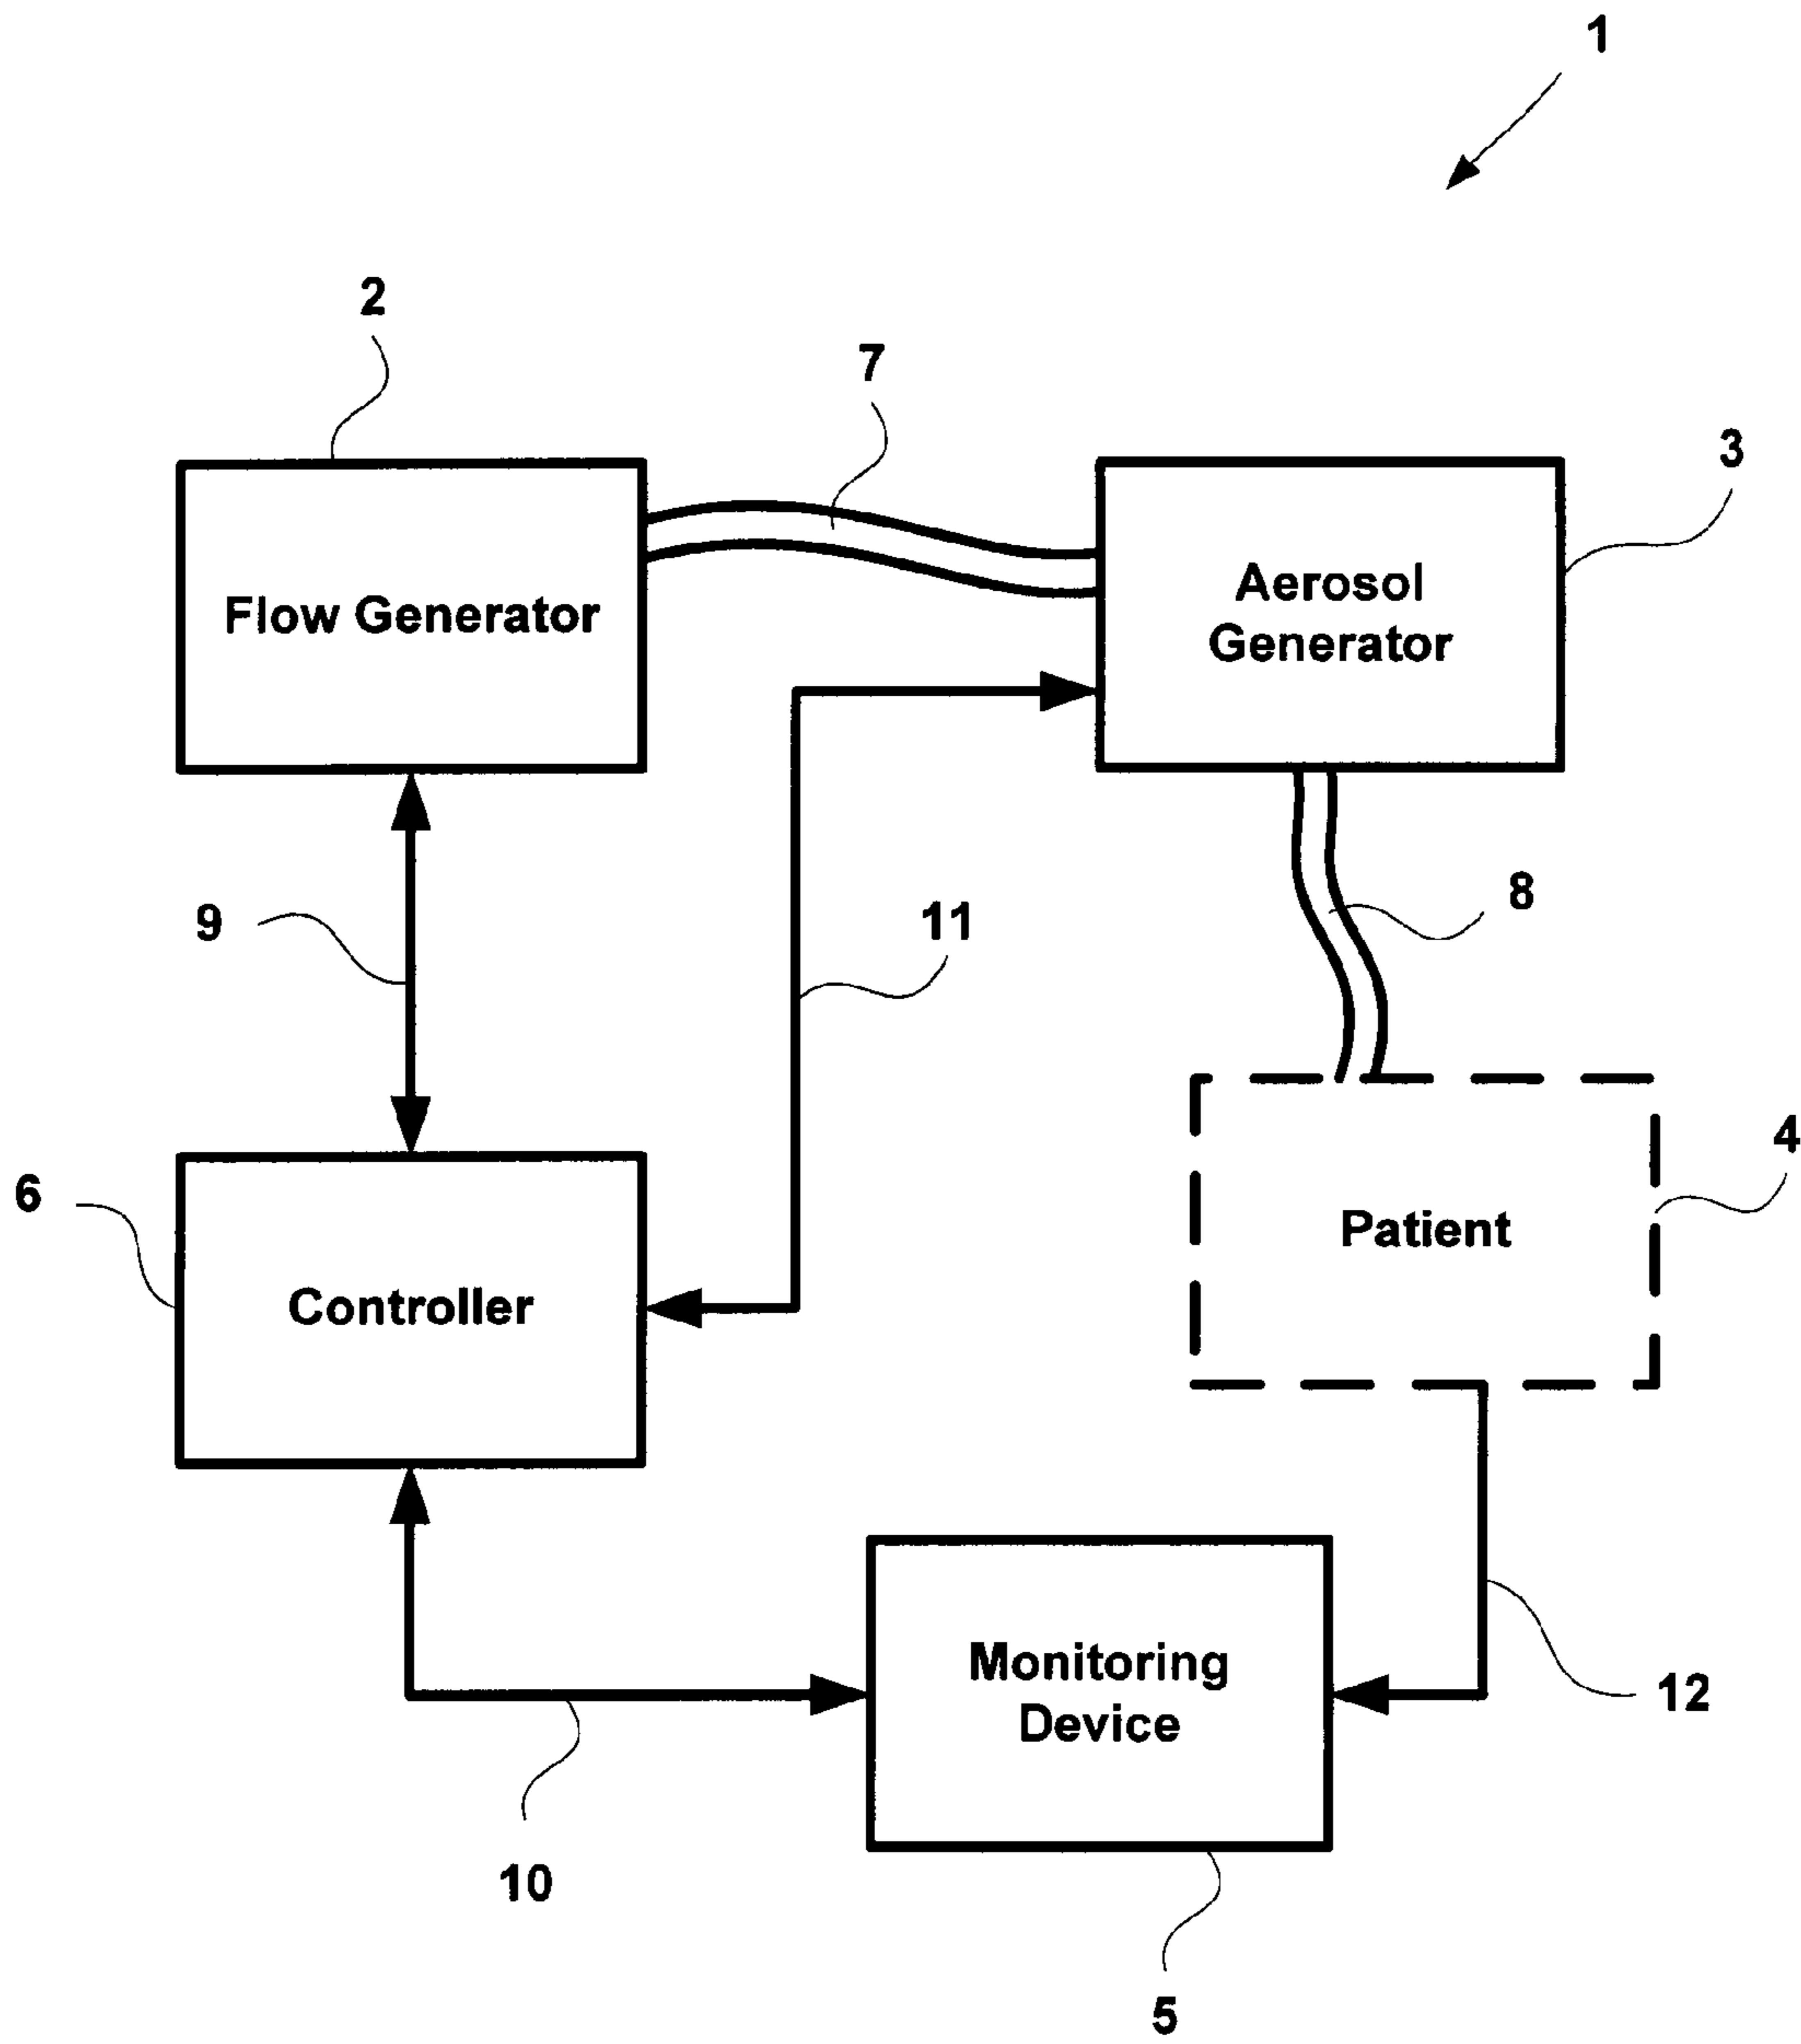 1
2
7
3
Flow Generator
Aerosol
Generator
9
11
8
6
4
Controller
Patient
Monitoring
Device
12
10
5